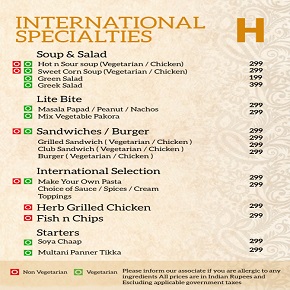 INTERNATIONAL
SPECIALTIES
H
Soup & Salad
Hot n Sour soup (Vegetarian / Chicken) 299
Sweet Corn Soup (Vegetarian / Chicken) 299
Green Salad 199
Greek Salad 399
Lite Bite
Masala Papad / Peanut / Nachos 299
Mix Vegetable Pakora 299
Sandwiches / Burger 299
Grilled Sandwich ( Vegetarian / Chicken ) 299
Club Sandwich ( Vegetarian / Chicken ) 299
Burger ( Vegetarian / Chicken ) 299
International Selection
Make Your Own Pasta 299
Choice of Sauce / Spices / Cream
Toppings 299
Herb Grilled Chicken 299
Fish n Chips 299
Starters
Soya Chaap 299
Multani Panner Tikka 299
Non Vegetarian Vegetarian Please inform our associate if you are allergic to any
ingredients All prices are in Indian Rupees and
Excluding applicable government taxes